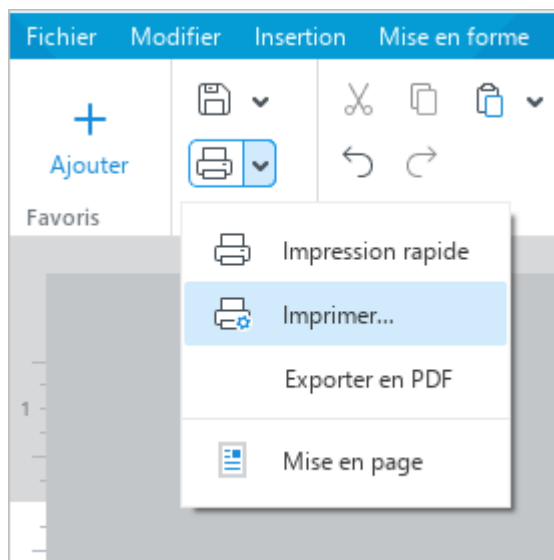 Fichier Modifier Insertion Mise en forme
Ajouter
Favoris
Impression rapide
Imprimer...
Exporter en PDF
1
Mise en page